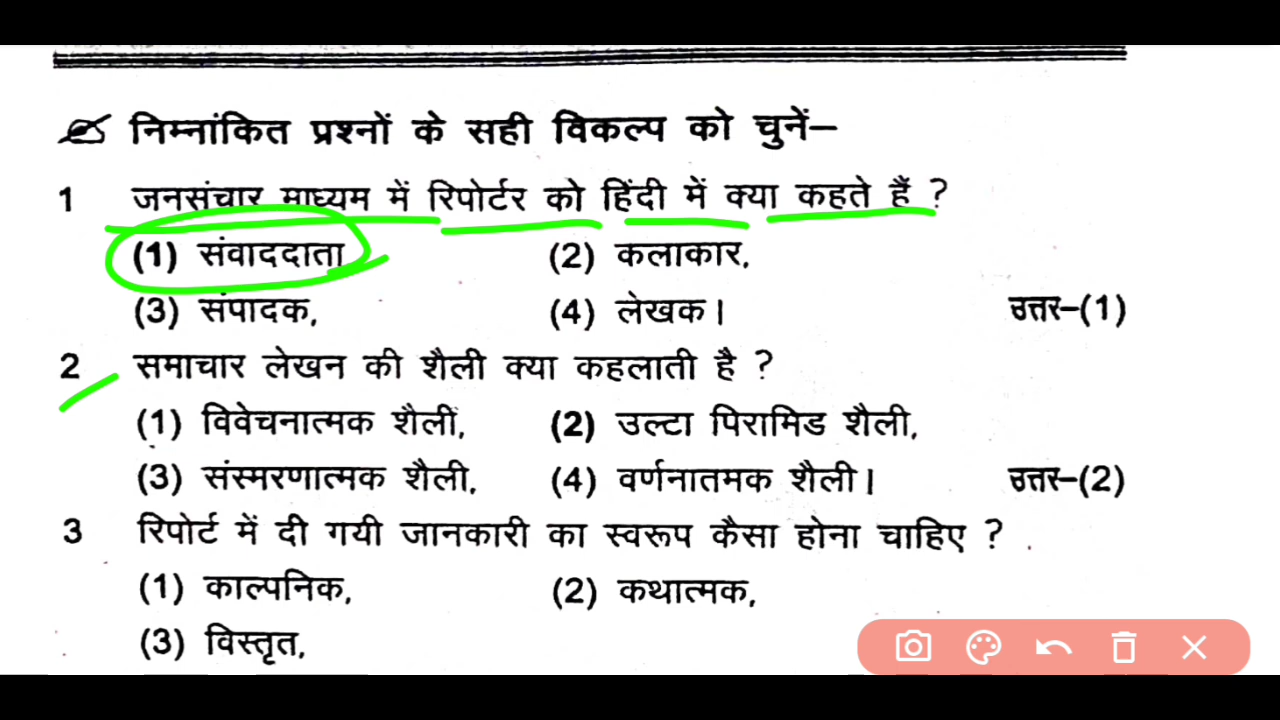 निम्नांकित प्रश्नों के सही विकल्प को चुनें–
1 जनसंचार माध्यम में रिपोर्टर को हिंदी में क्या कहते हैं ?
(1) संवाददाता (2) कलाकार,
(3) संपादक, (4) लेखक। उत्तर–(1)
2 समाचार लेखन की शैली क्या कहलाती है ?
(1) विवेचनात्मक शैली, (2) उल्टा पिरामिड शैली,
(3) संस्मरणात्मक शैली, (4) वर्णनातमक शैली। उत्तर–(2)
3 रिपोर्ट में दी गयी जानकारी का स्वरूप कैसा होना चाहिए ?
(1) काल्पनिक, (2) कथात्मक,
(3) विस्तृत,